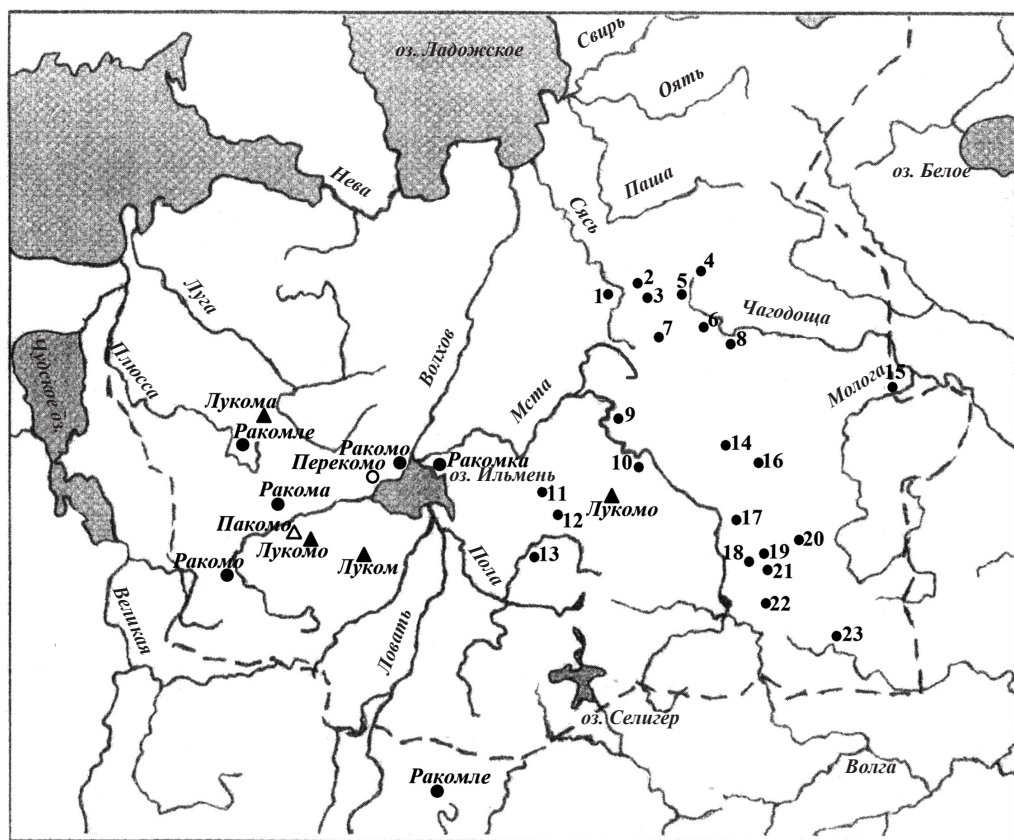 Свирь
оз. Ладожское
Оять
оз. Белое
Нева
Паша
Сясь
4
2
5
1
3
Луга
Чагодоща
Волхов
6
7
8
Чудское оз.
Плюсса
15
Молога
Мста
Лукома
9
Ракомле
14
Ракомо
Ракомка
16
Перекомо
10
оз. Ильмень
11
Ракома
Лукомо
12
17
Пакомо
20
Лукомо
19
13
18
Луком
21
Ракомо
Пола
22
Великая
Ловать
23
оз. Селигер
Волга
Ракомле